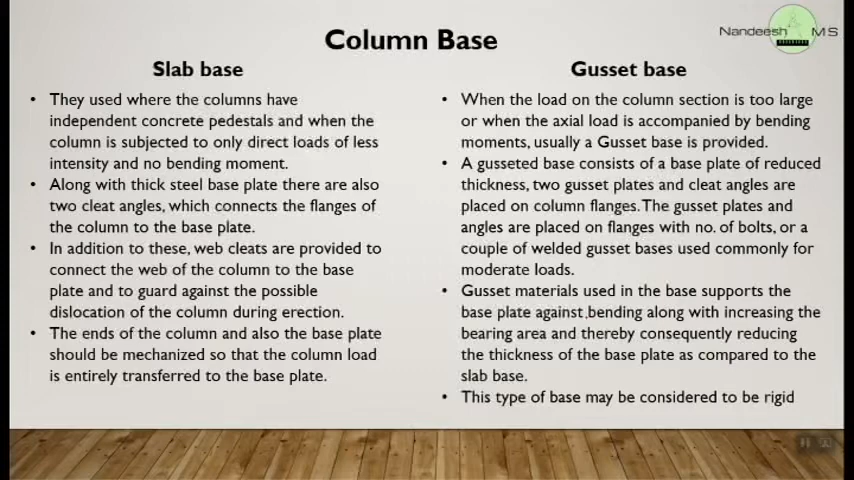 Column Base
Nandeesh M S
Slab base
• They used where the columns have
independent concrete pedestals and when the
column is subjected to only direct loads of less
intensity and no bending moment.
• Along with thick steel base plate there are also
two cleat angles, which connects the flanges of
the column to the base plate.
• In addition to these, web cleats are provided to
connect the web of the column to the base
plate and to guard against the possible
dislocation of the column during erection.
• The ends of the column and also the base plate
should be mechanized so that the column load
is entirely transferred to the base plate.
Gusset base
• When the load on the column section is too large
or when the axial load is accompanied by bending
moments, usually a Gusset base is provided.
• A gusseted base consists of a base plate of reduced
thickness, two gusset plates and cleat angles are
placed on column flanges. The gusset plates and
angles are placed on flanges with no. of bolts, or a
couple of welded gusset bases used commonly for
moderate loads.
• Gusset materials used in the base supports the
base plate against bending along with increasing the
bearing area and thereby consequently reducing
the thickness of the base plate as compared to the
slab base.
• This type of base may be considered to be rigid